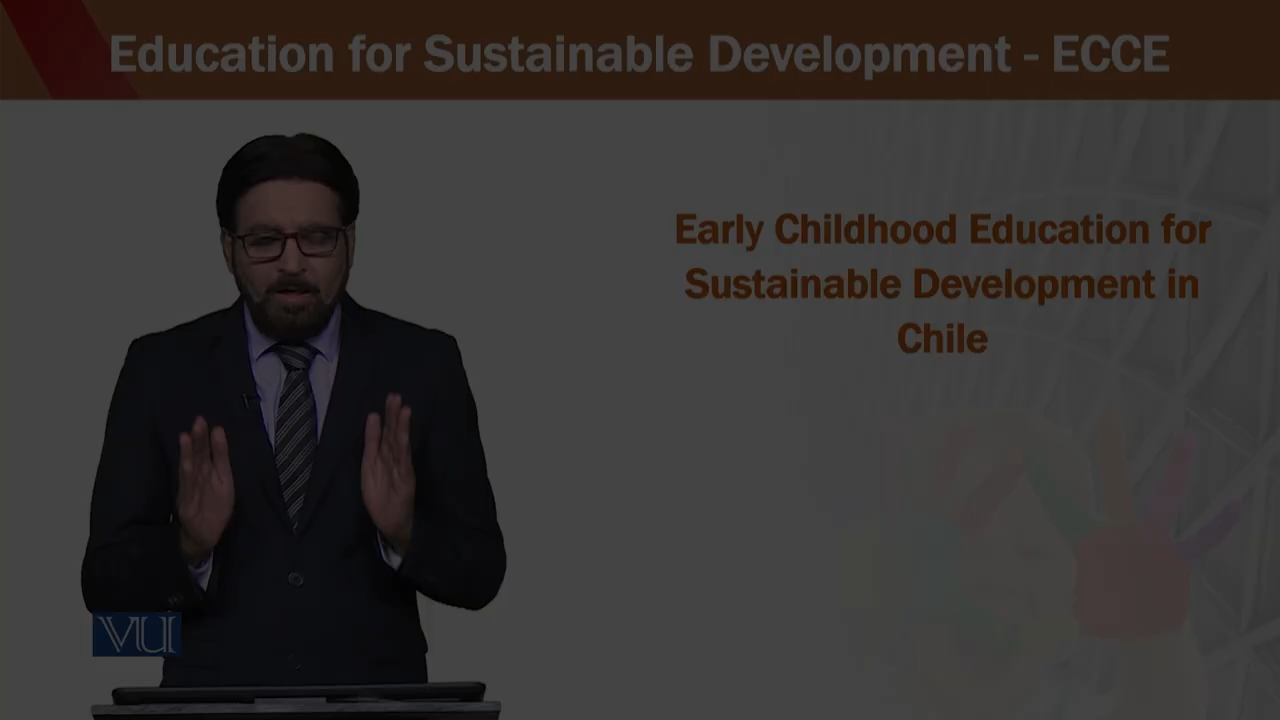 Education for Sustainable Development - ECCE
Early Childhood Education for
Sustainable Development in
Chile
VU